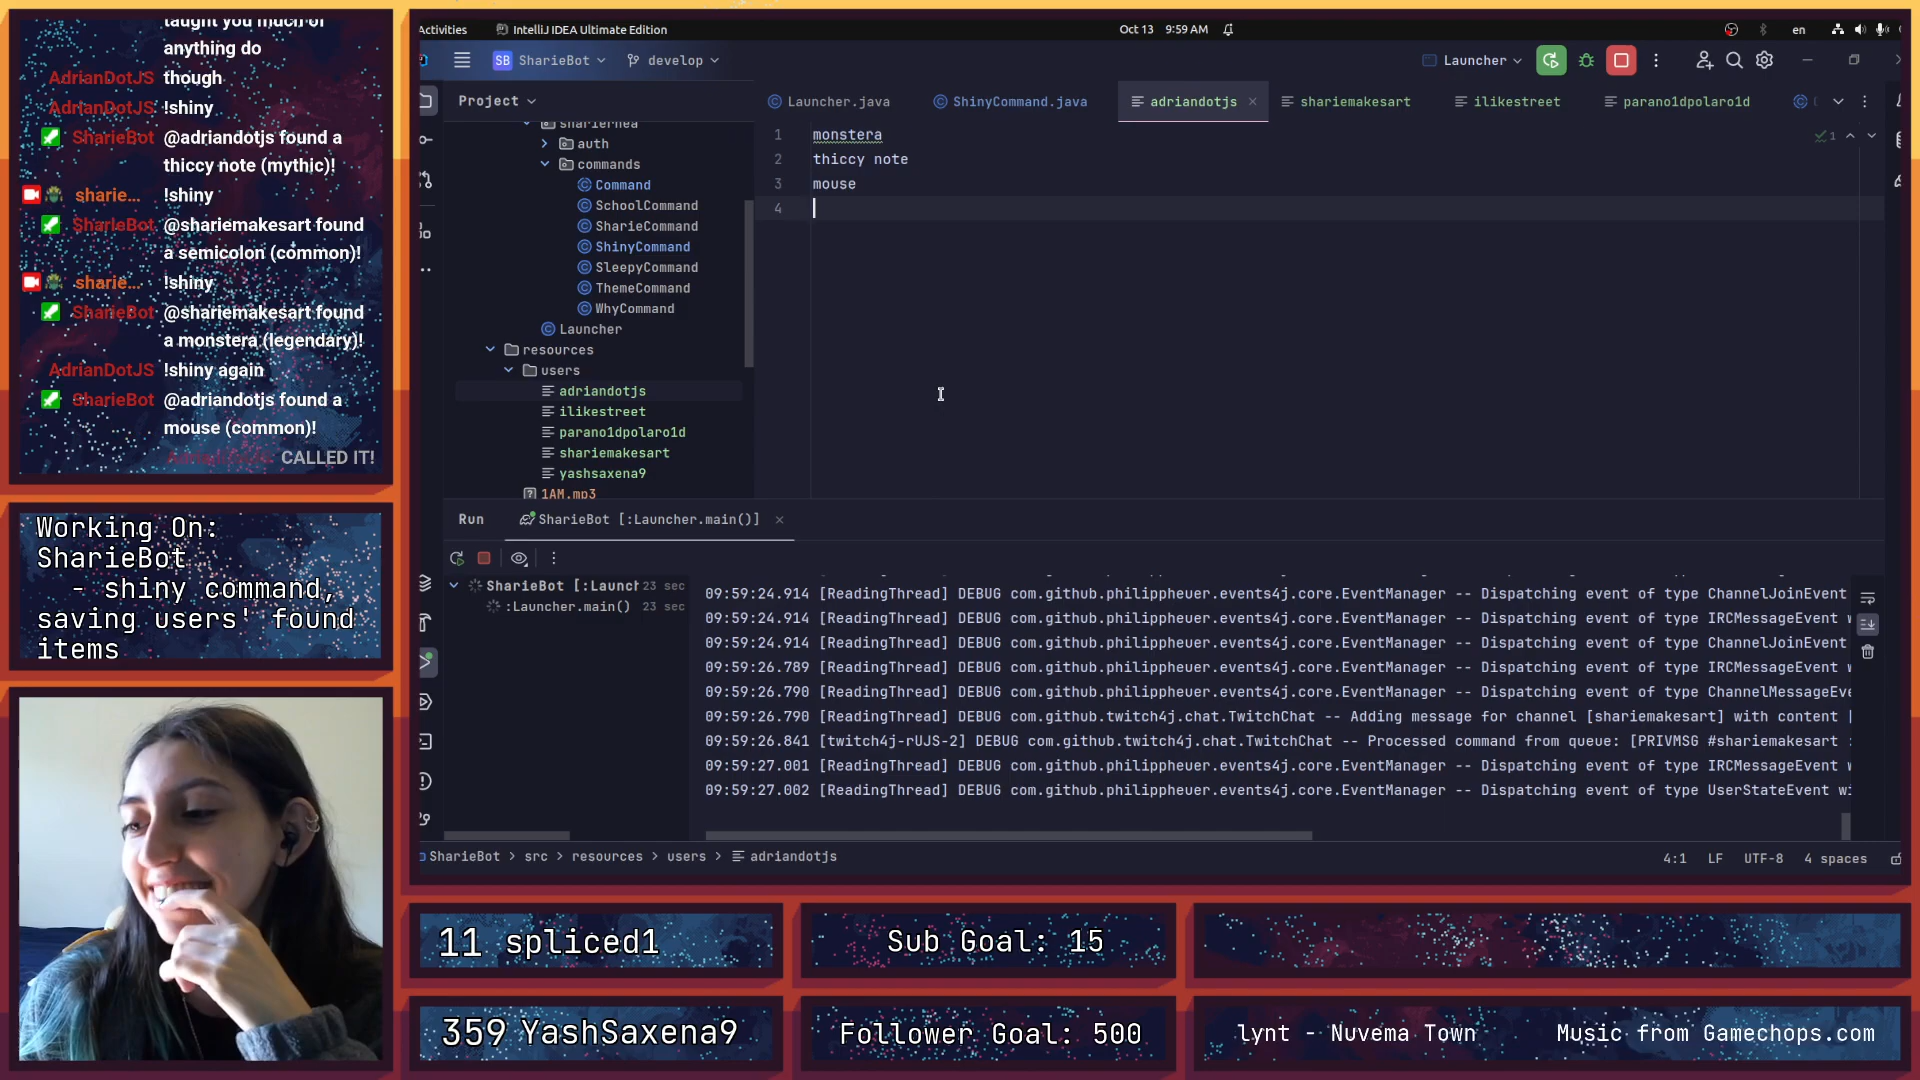 taught you much of
anything do
AdrianDotJS though
AdrianDotJS !shiny
SharieBot @adriandotjs found a
thiccy note (mythic)!
sharie... !shiny
SharieBot @shariemakesart found
a semicolon (common)!
sharie... !shiny
SharieBot @shariemakesart found
a monstera (legendary)!
AdrianDotJS !shiny again
SharieBot @adriandotjs found a
mouse (common)!
CALLED IT!
Working On:
SharieBot
- shiny command,
saving users' found
items
Activities
IntelliJ IDEA Ultimate Edition
Oct 13 9:59 AM
en
SB SharieBot
develop
Launcher
Project
Launcher.java
ShinyCommand.java
adriandotjs
shariemakesart
ilikestreet
parano1dpolaro1d
auth
commands
Command
SchoolCommand
SharieCommand
ShinyCommand
SleepyCommand
ThemeCommand
WhyCommand
Launcher
resources
users
adriandotjs
ilikestreet
parano1dpolaro1d
shariemakesart
yashsaxena9
1AM.mp3
1 monstera
2 thiccy note
3 mouse
4
1
Run
SharieBot [:Launcher.main()]
SharieBot [:Launch 23 sec
:Launcher.main() 23 sec
09:59:24.914 [ReadingThread] DEBUG com.github.philippheuer.events4j.core.EventManager -- Dispatching event of type ChannelJoinEvent
09:59:24.914 [ReadingThread] DEBUG com.github.philippheuer.events4j.core.EventManager -- Dispatching event of type IRCMessageEvent w
09:59:24.914 [ReadingThread] DEBUG com.github.philippheuer.events4j.core.EventManager -- Dispatching event of type ChannelJoinEvent
09:59:26.789 [ReadingThread] DEBUG com.github.philippheuer.events4j.core.EventManager -- Dispatching event of type IRCMessageEvent w
09:59:26.790 [ReadingThread] DEBUG com.github.philippheuer.events4j.core.EventManager -- Dispatching event of type ChannelMessageEve
09:59:26.790 [ReadingThread] DEBUG com.github.twitch4j.chat.TwitchChat -- Adding message for channel [shariemakesart] with content [
09:59:26.841 [twitch4j-rUJS-2] DEBUG com.github.twitch4j.chat.TwitchChat -- Processed command from queue: [PRIVMSG #shariemakesart :
09:59:27.001 [ReadingThread] DEBUG com.github.philippheuer.events4j.core.EventManager -- Dispatching event of type IRCMessageEvent w
09:59:27.002 [ReadingThread] DEBUG com.github.philippheuer.events4j.core.EventManager -- Dispatching event of type UserStateEvent wi
SharieBot > src > resources > users > adriandotjs
4:1 LF UTF-8 4 spaces
11 spliced1
Sub Goal: 15
359 YashSaxena9
Follower Goal: 500
lynt - Nuvema Town Music from Gamechops.com